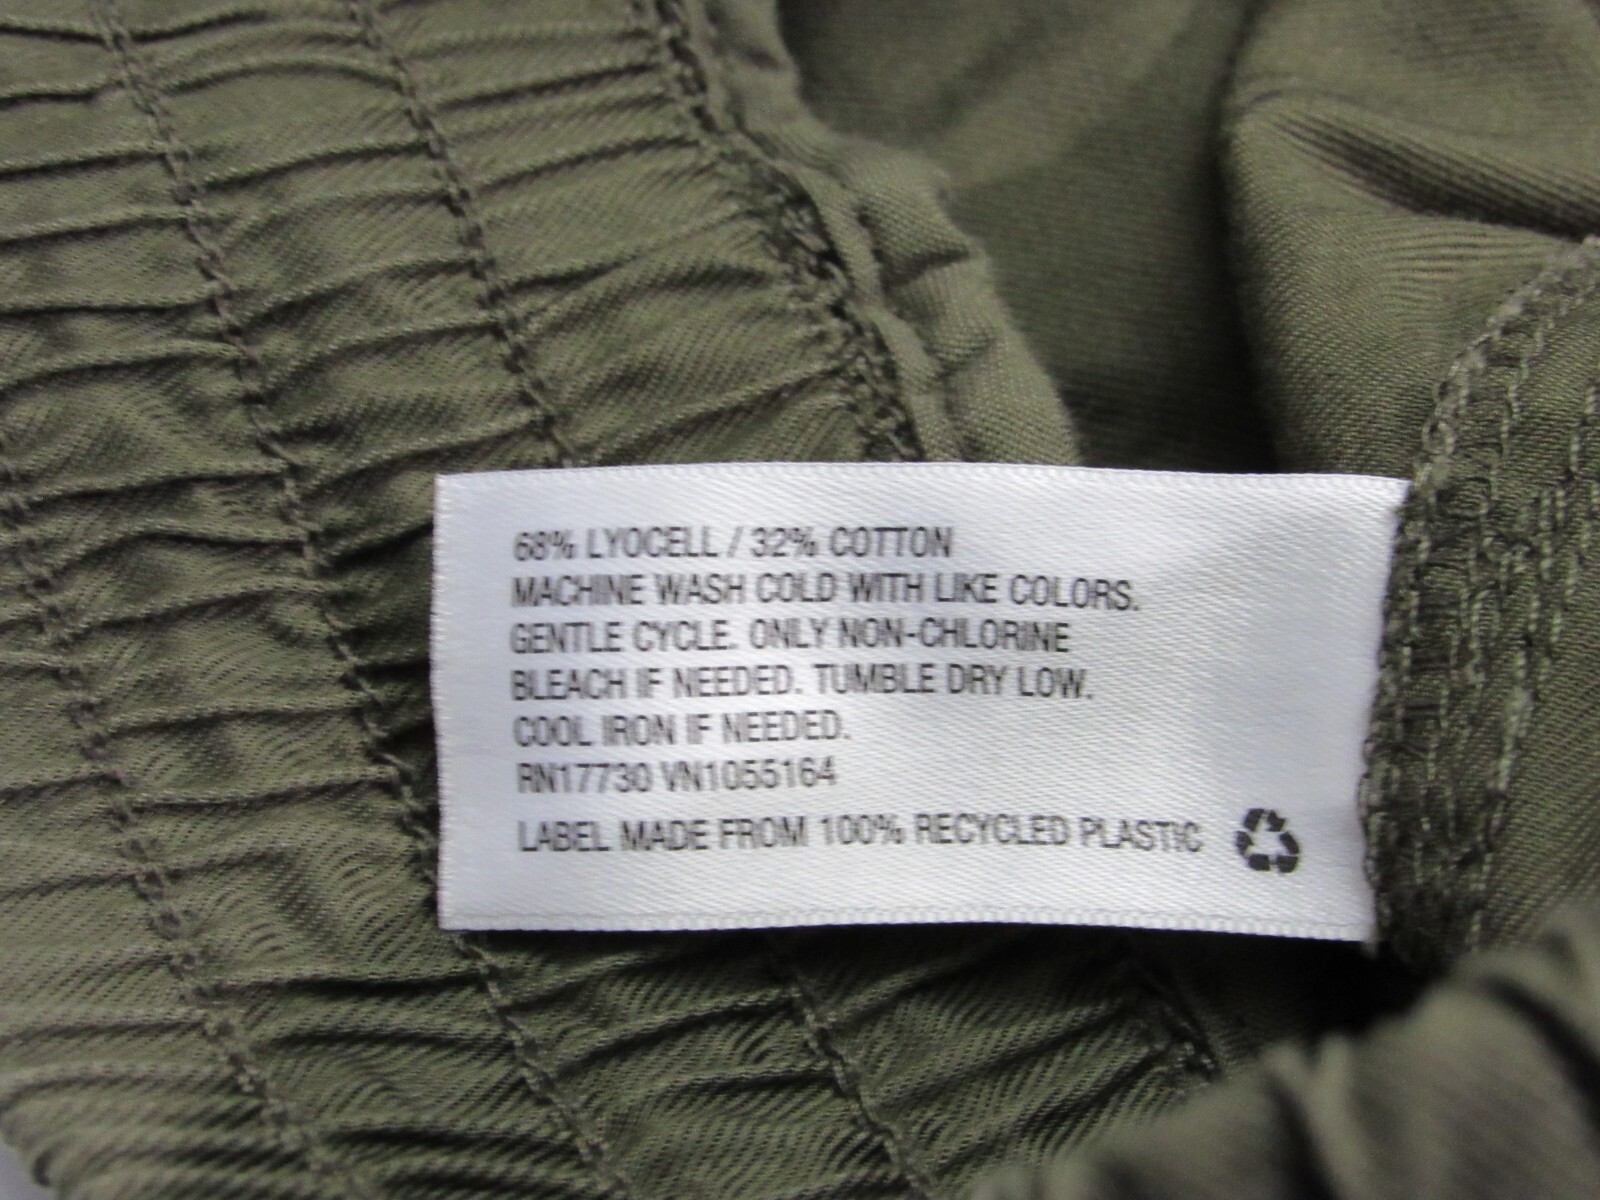 68% LYOCELL / 32% COTTON
MACHINE WASH COLD WITH LIKE COLORS.
GENTLE CYCLE. ONLY NON-CHLORINE
BLEACH IF NEEDED. TUMBLE DRY LOW.
COOL IRON IF NEEDED.
RN17730 VN1055164
LABEL MADE FROM 100% RECYCLED PLASTIC